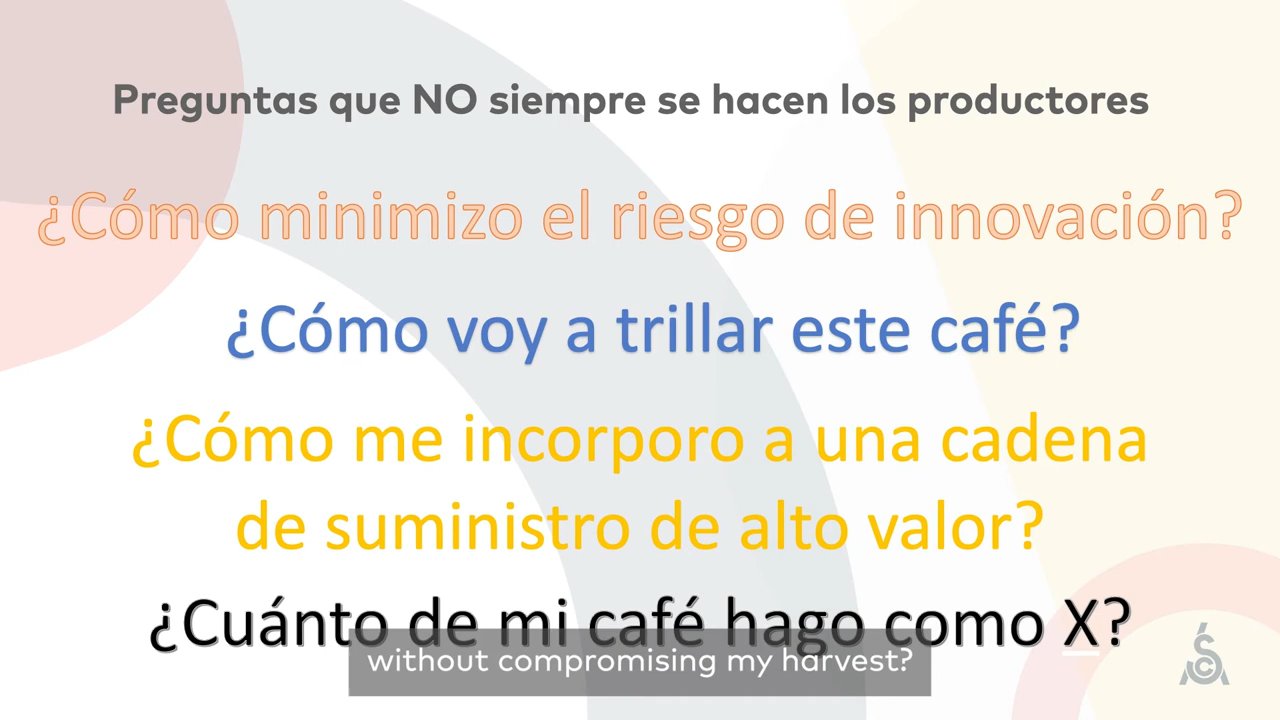 Preguntas que NO siempre se hacen los productores
¿Cómo minimizo el riesgo de innovación?
¿Cómo voy a trillar este café?
¿Cómo me incorporo a una cadena
de suministro de alto valor?
¿Cuánto de mi café hago como X?
without compromising my harvest?
SCA